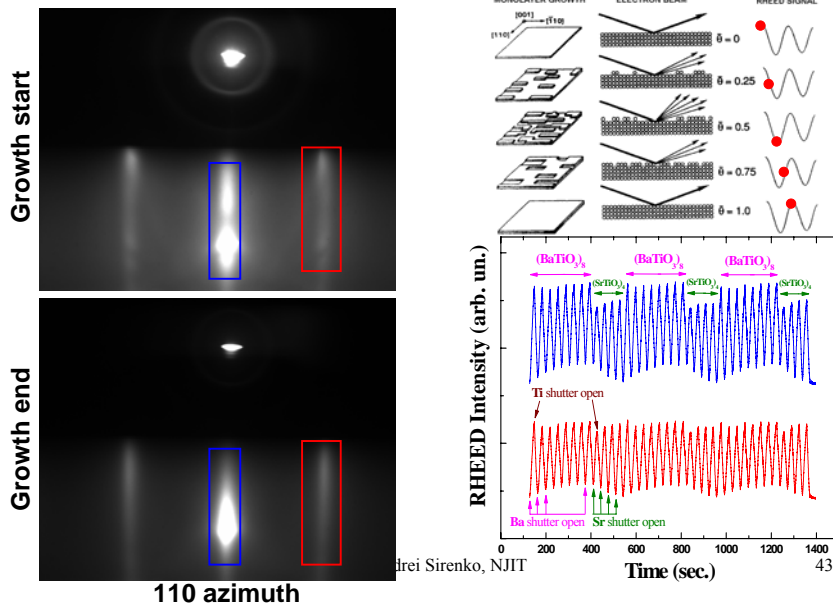 MONOLAYER GROWTH ELECTRON BEAM RHEED SIGNAL
[001]
[110] [1̄10]
θ̄ = 0
θ̄ = 0.25
θ̄ = 0.5
θ̄ = 0.75
θ̄ = 1.0
Growth start
Growth end
110 azimuth
RHEED Intensity (arb. un.)
(BaTiO3)8 (BaTiO3)8 (BaTiO3)8
(SrTiO3)4 (SrTiO3)4 (SrTiO3)4
Ti shutter open
Ba shutter open Sr shutter open
0 200 400 600 800 1000 1200 1400
Time (sec.)
drei Sirenko, NJIT 43